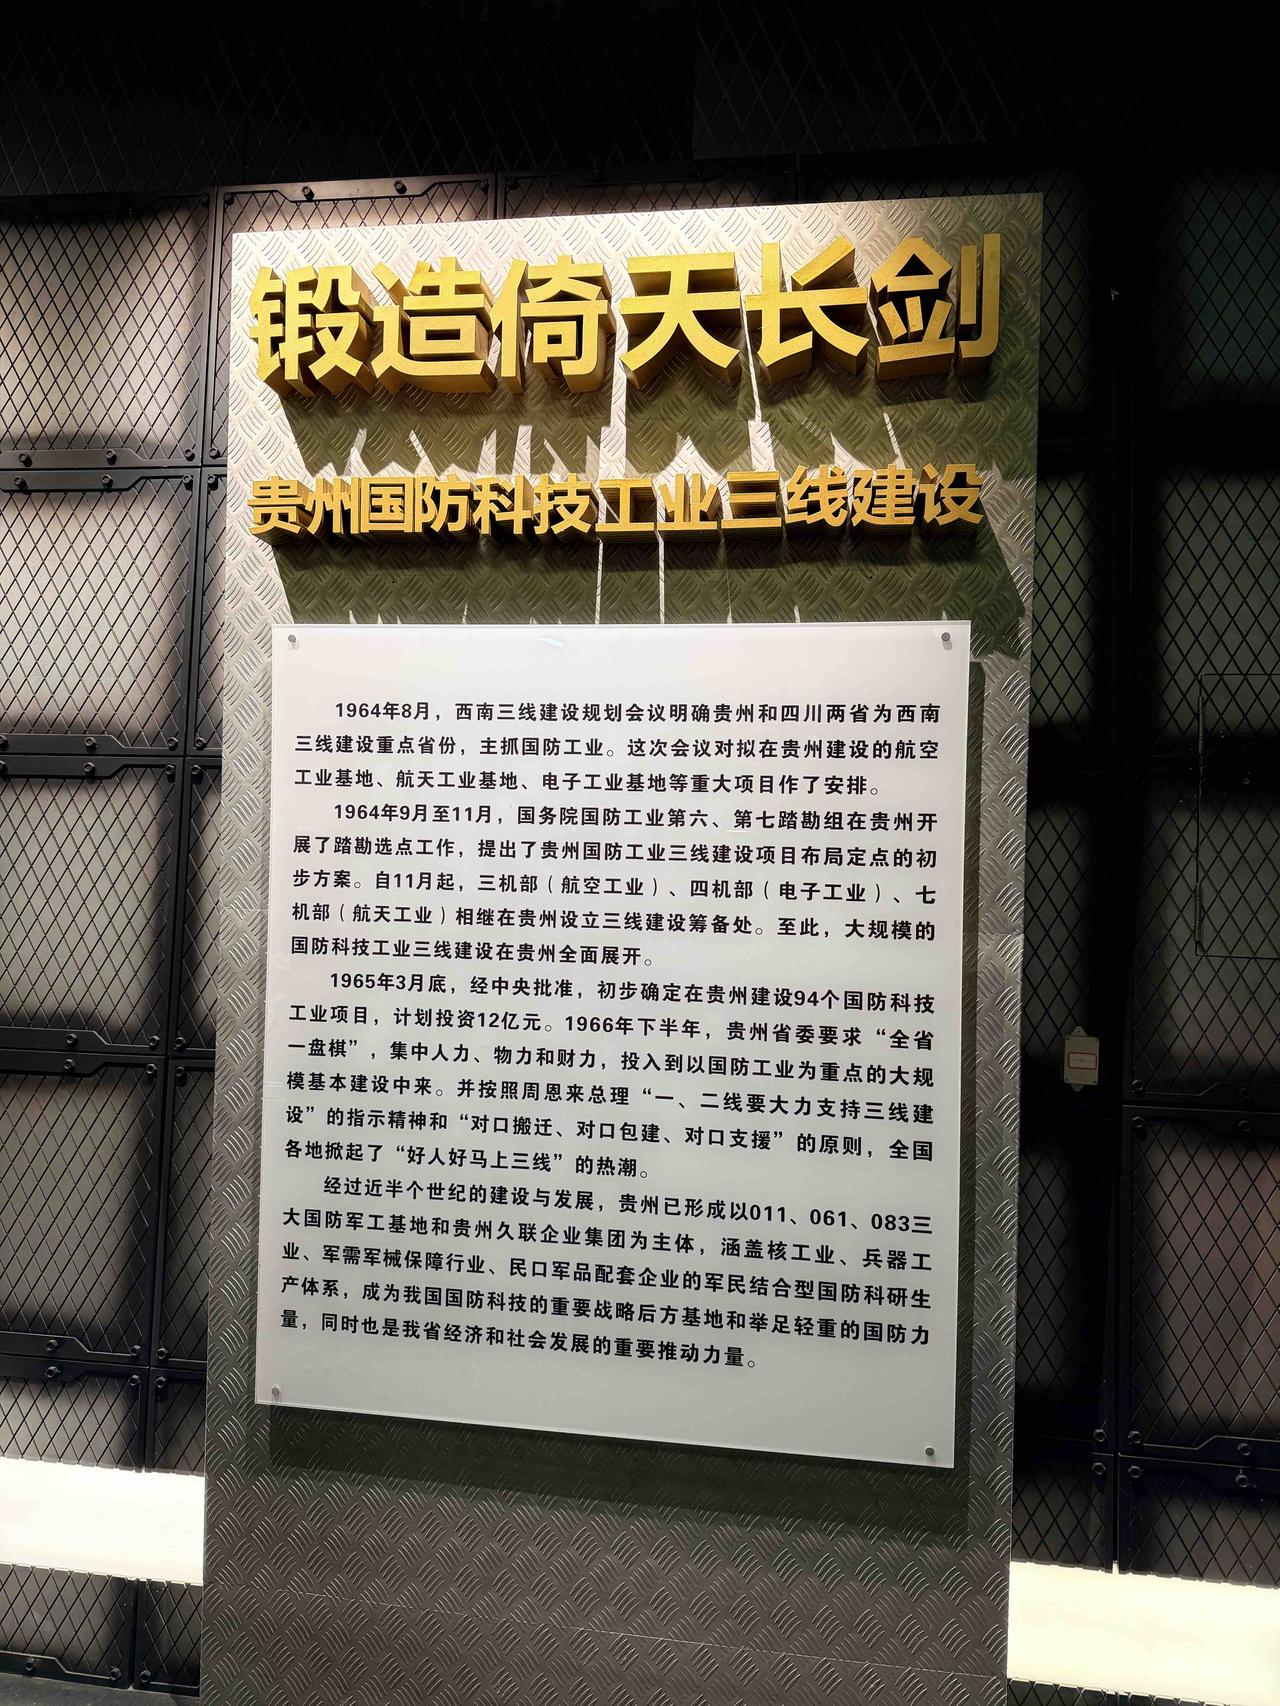 锻造倚天长剑
贵州国防科技工业三线建设
1964年8月，西南三线建设规划会议明确贵州和四川两省为西南
三线建设重点省份，主抓国防工业。这次会议对拟在贵州建设的航空
工业基地、航天工业基地、电子工业基地等重大项目作了安排。
1964年9月至11月，国务院国防工业第六、第七踏勘组在贵州开
展了踏勘选点工作，提出了贵州国防工业三线建设项目布局定点的初
步方案。自11月起，三机部（航空工业）、四机部（电子工业）、七
机部（航天工业）相继在贵州设立三线建设筹备处。至此，大规模的
国防科技工业三线建设在贵州全面展开。
1965年3月底，经中央批准，初步确定在贵州建设94个国防科技
工业项目，计划投资12亿元。1966年下半年，贵州省委要求“全省
一盘棋”，集中人力、物力和财力，投入到以国防工业为重点的大规
模基本建设中来。并按照周恩来总理“一、二线要大力支持三线建
设”的指示精神和“对口搬迁、对口包建、对口支援”的原则，全国
各地掀起了“好人好马上三线”的热潮。
经过近半个世纪的建设与发展，贵州已形成以011、061、083三
大国防军工基地和贵州久联企业集团为主体，涵盖核工业、兵器工
业、军需军械保障行业、民口军品配套企业的军民结合型国防科研生
产体系，成为我国国防科技的重要战略后方基地和举足轻重的国防力
量，同时也是我省经济和社会发展的重要推动力量。